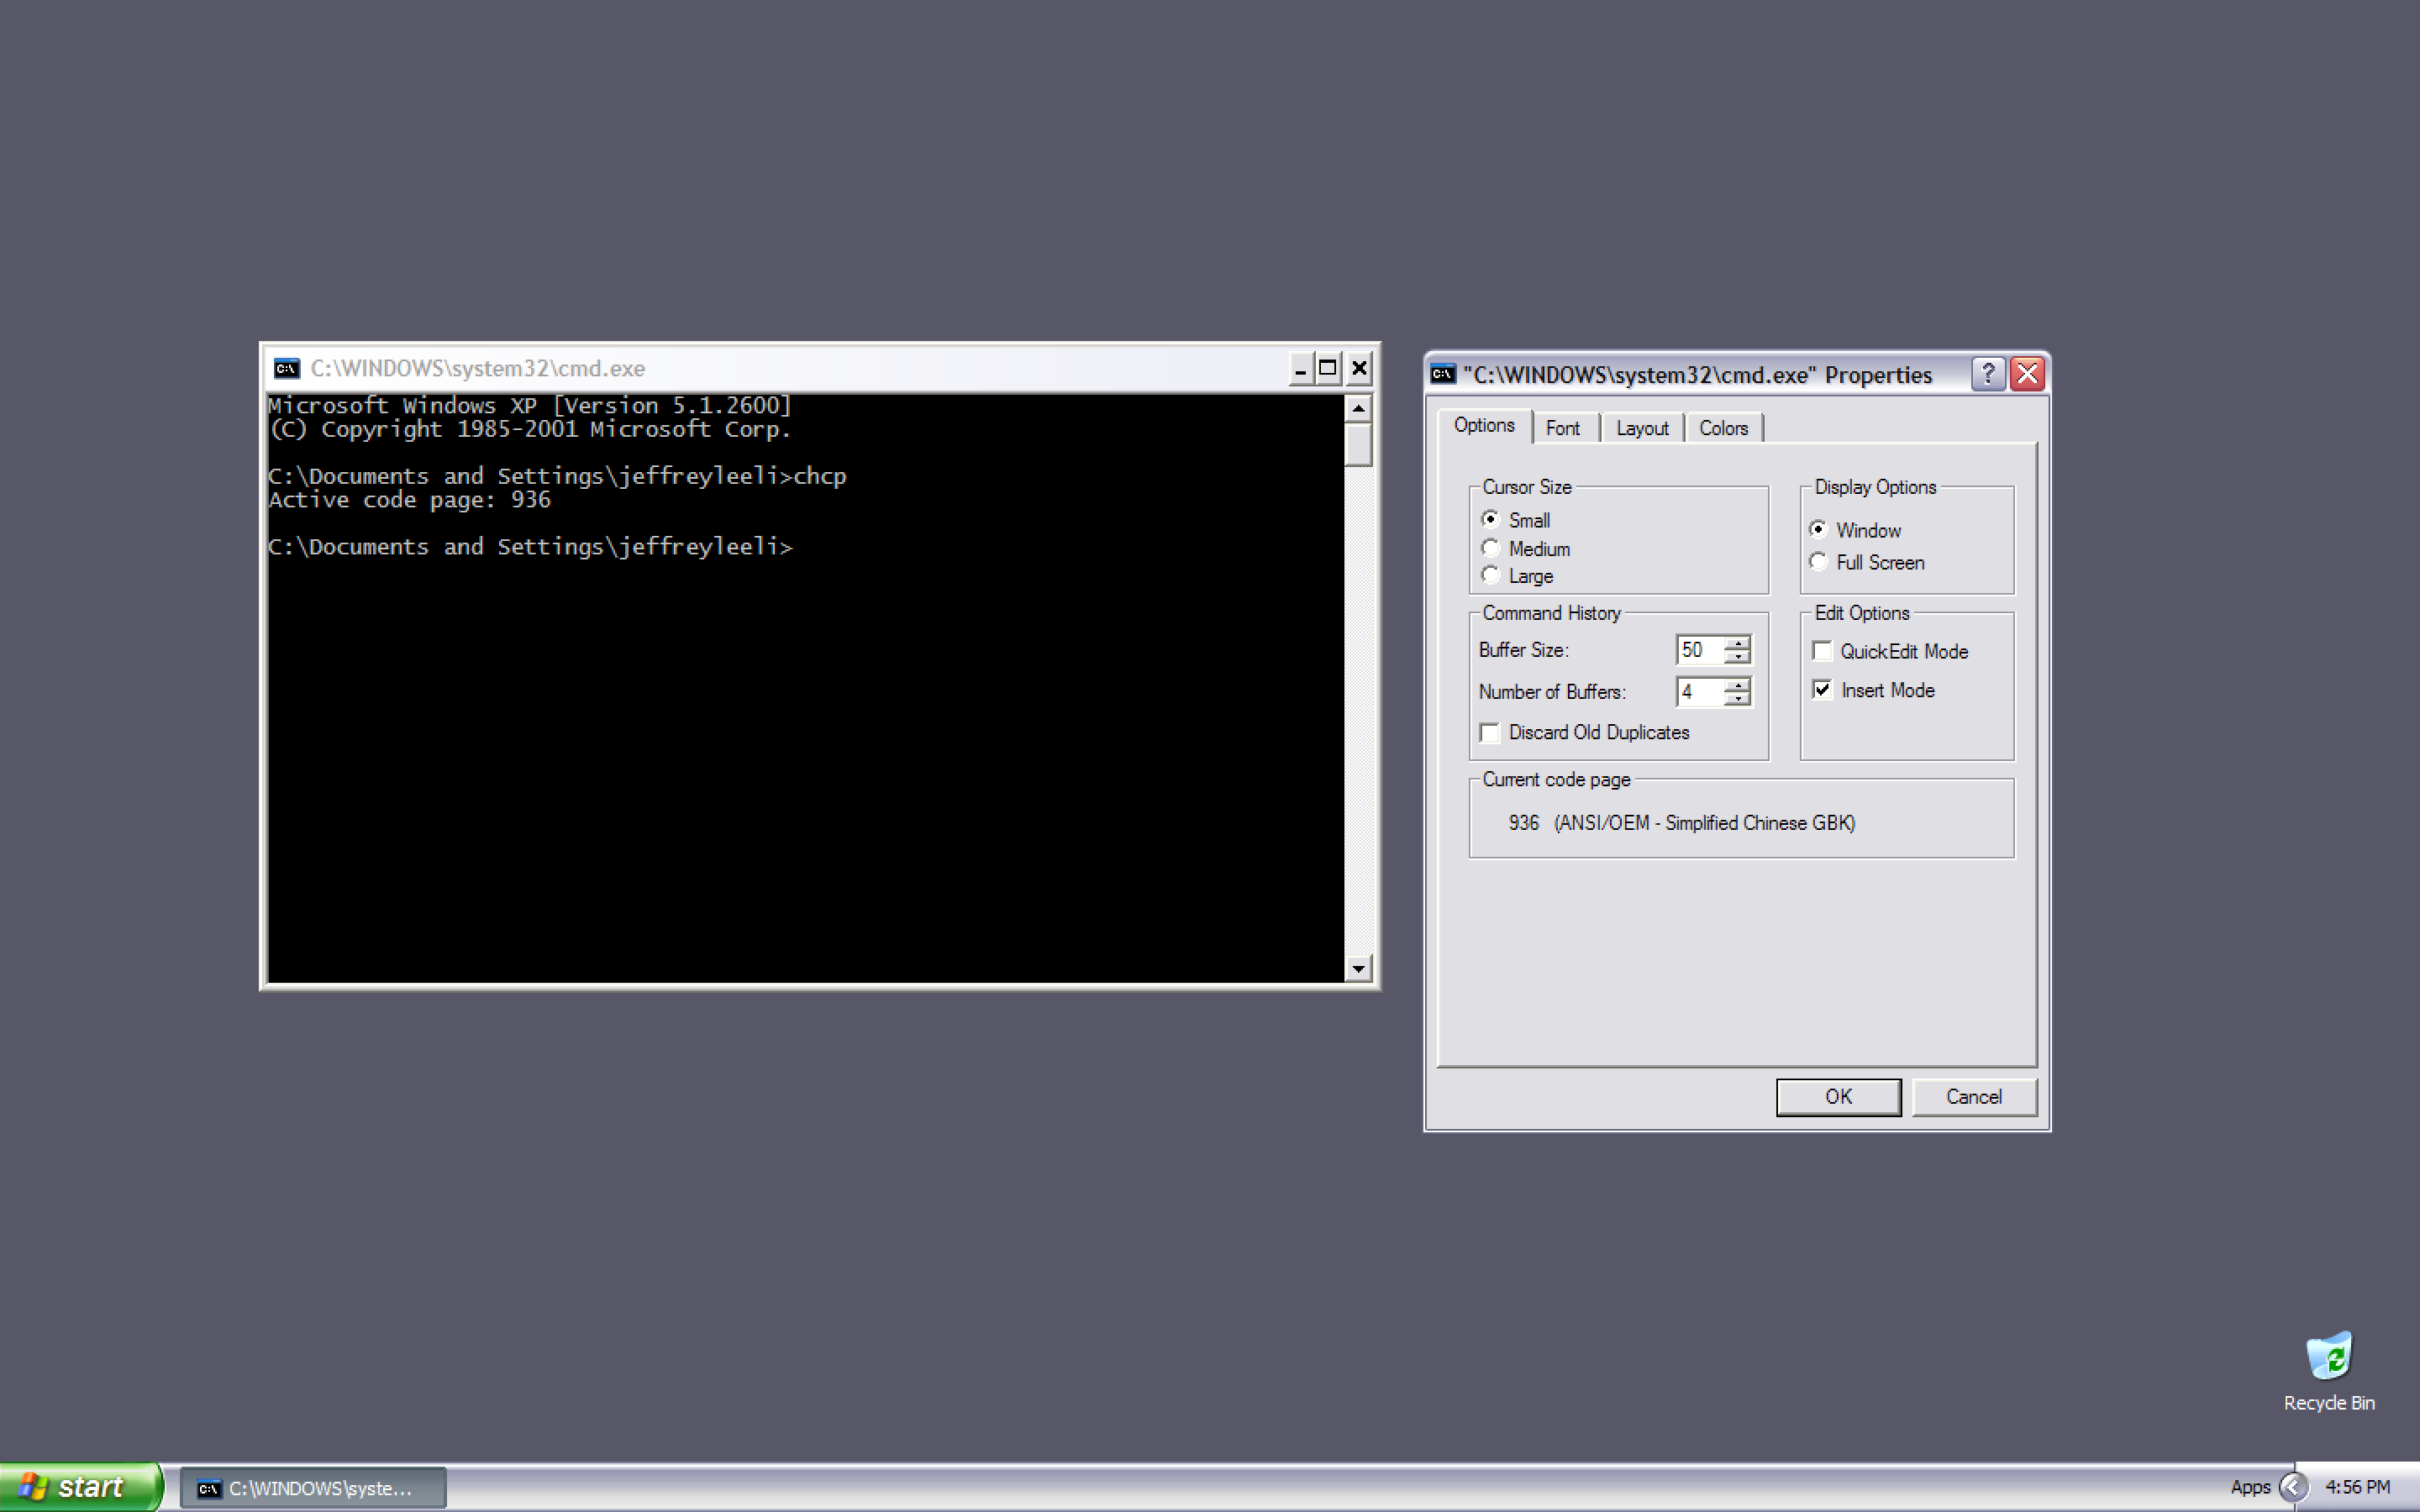 C:\WINDOWS\system32\cmd.exe
Microsoft Windows XP [Version 5.1.2600]
(C) Copyright 1985-2001 Microsoft Corp.
C:\Documents and Settings\jeffreyleeli>chcp
Active code page: 936
C:\Documents and Settings\jeffreyleeli>
"C:\WINDOWS\system32\cmd.exe" Properties
Options Font Layout Colors
Cursor Size
Small
Medium
Large
Display Options
Window
Full Screen
Command History
Buffer Size: 50
Number of Buffers: 4
Discard Old Duplicates
Edit Options
QuickEdit Mode
Insert Mode
Current code page
936 (ANSI/OEM - Simplified Chinese GBK)
OK Cancel
Recycle Bin
start C:\WINDOWS\syste... Apps 4:56 PM